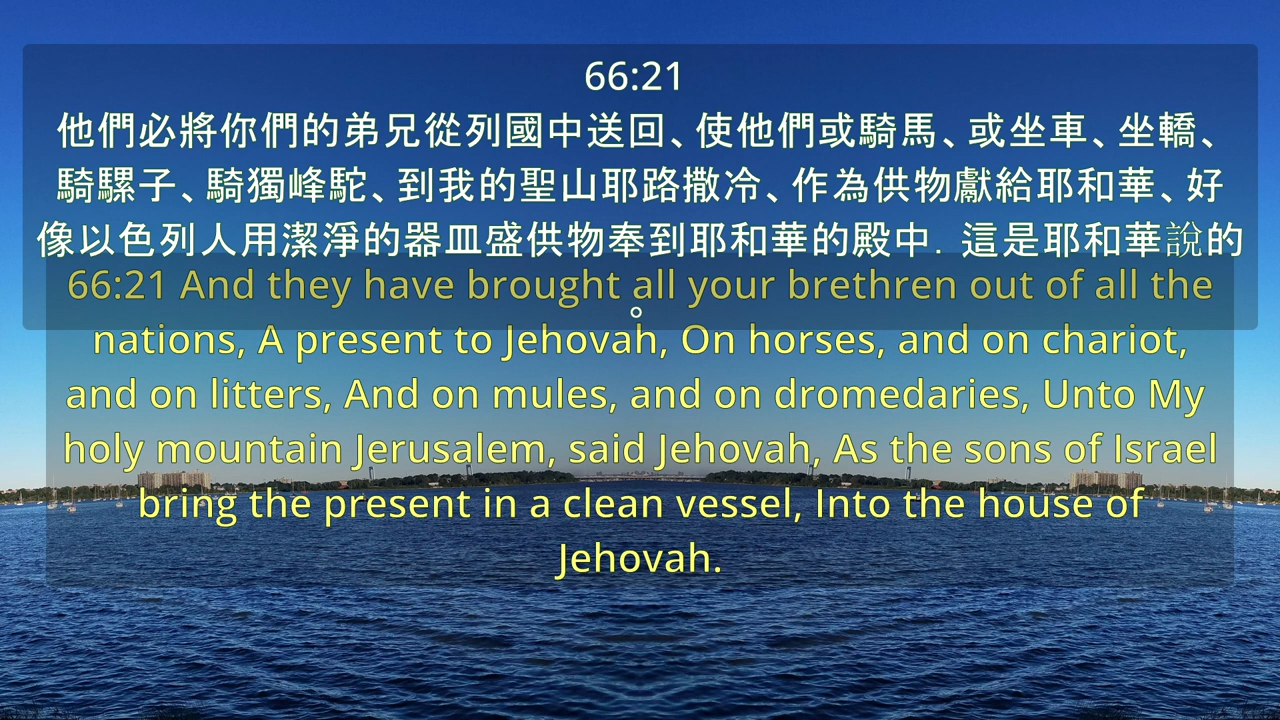 66:21
他們必將你們的弟兄從列國中送回、使他們或騎馬、或坐車、坐轎、
騎騾子、騎獨峰駝、到我的聖山耶路撒冷、作為供物獻給耶和華、好
像以色列人用潔淨的器皿盛供物奉到耶和華的殿中. 這是耶和華說的
。
66:21 And they have brought all your brethren out of all the
nations, A present to Jehovah, On horses, and on chariot,
and on litters, And on mules, and on dromedaries, Unto My
holy mountain Jerusalem, said Jehovah, As the sons of Israel
bring the present in a clean vessel, Into the house of
Jehovah.